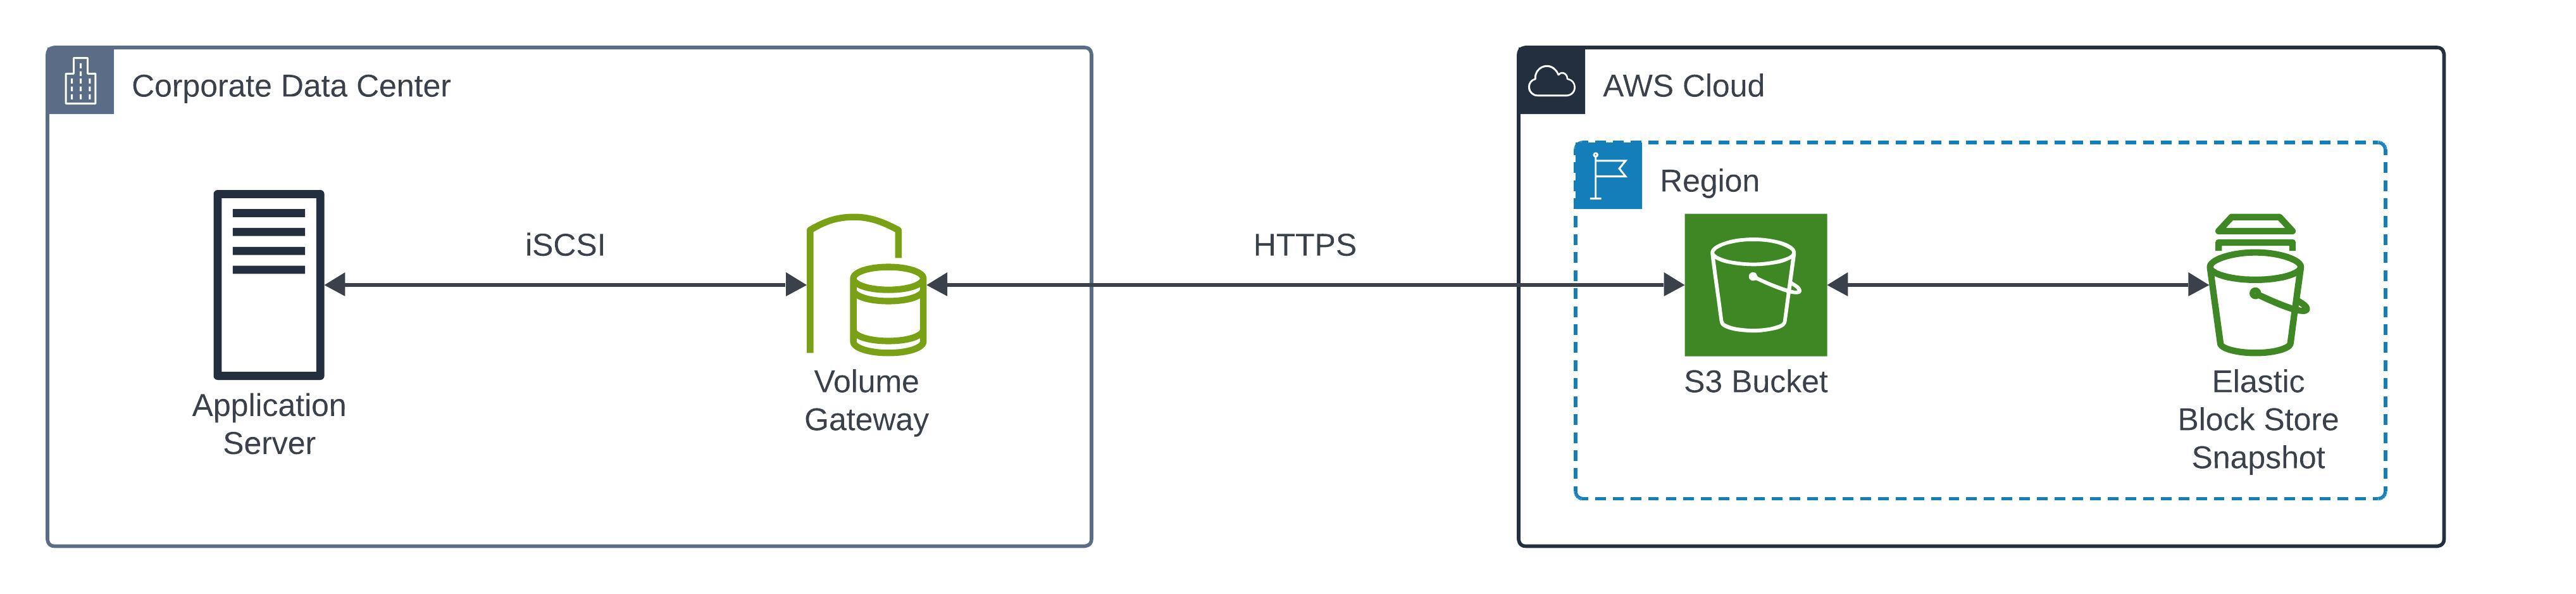 Corporate Data Center
AWS Cloud
Region
iSCSI
HTTPS
Application
Server
Volume
Gateway
S3 Bucket
Elastic
Block Store
Snapshot